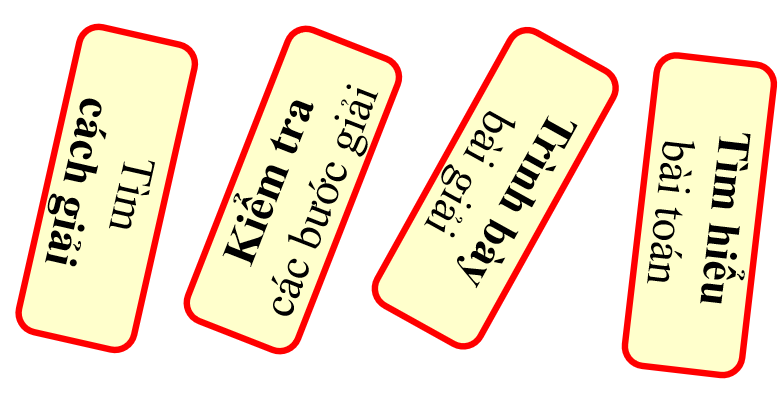 Tìm
cách giải
Kiểm tra
các bước giải
Trình bày
bài giải
Tìm hiểu
bài toán